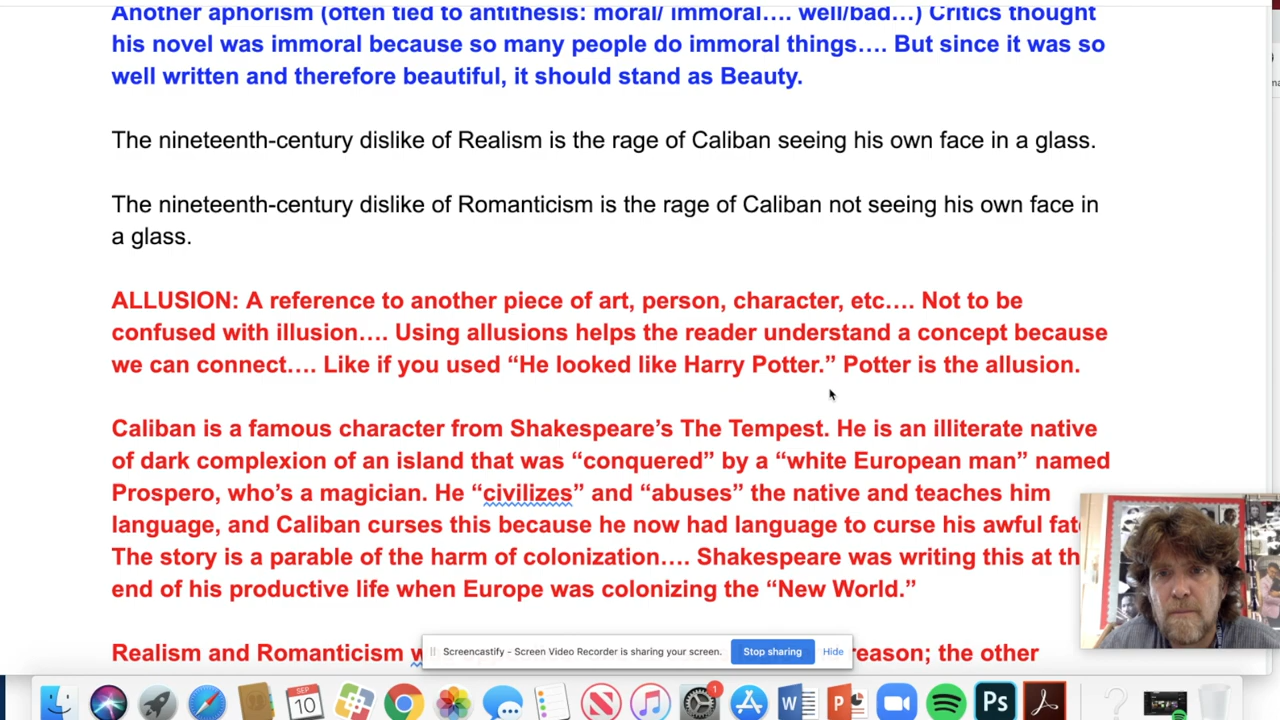 Another aphorism (often tied to antithesis: moral/ immoral…. well/bad…) Critics thought
his novel was immoral because so many people do immoral things…. But since it was so
well written and therefore beautiful, it should stand as Beauty.
The nineteenth-century dislike of Realism is the rage of Caliban seeing his own face in a glass.
The nineteenth-century dislike of Romanticism is the rage of Caliban not seeing his own face in
a glass.
ALLUSION: A reference to another piece of art, person, character, etc…. Not to be
confused with illusion…. Using allusions helps the reader understand a concept because
we can connect…. Like if you used “He looked like Harry Potter.” Potter is the allusion.
Caliban is a famous character from Shakespeare’s The Tempest. He is an illiterate native
of dark complexion of an island that was “conquered” by a “white European man” named
Prospero, who’s a magician. He “civilizes” and “abuses” the native and teaches him
language, and Caliban curses this because he now had language to curse his awful
The story is a parable of the harm of colonization…. Shakespeare was writing this at
end of his productive life when Europe was colonizing the “New World.”
Realism and Romanticism reason; the other
Screencastify - Screen Video Recorder is sharing your screen. Stop sharing Hide
SEP
10
1
W
P
Ps